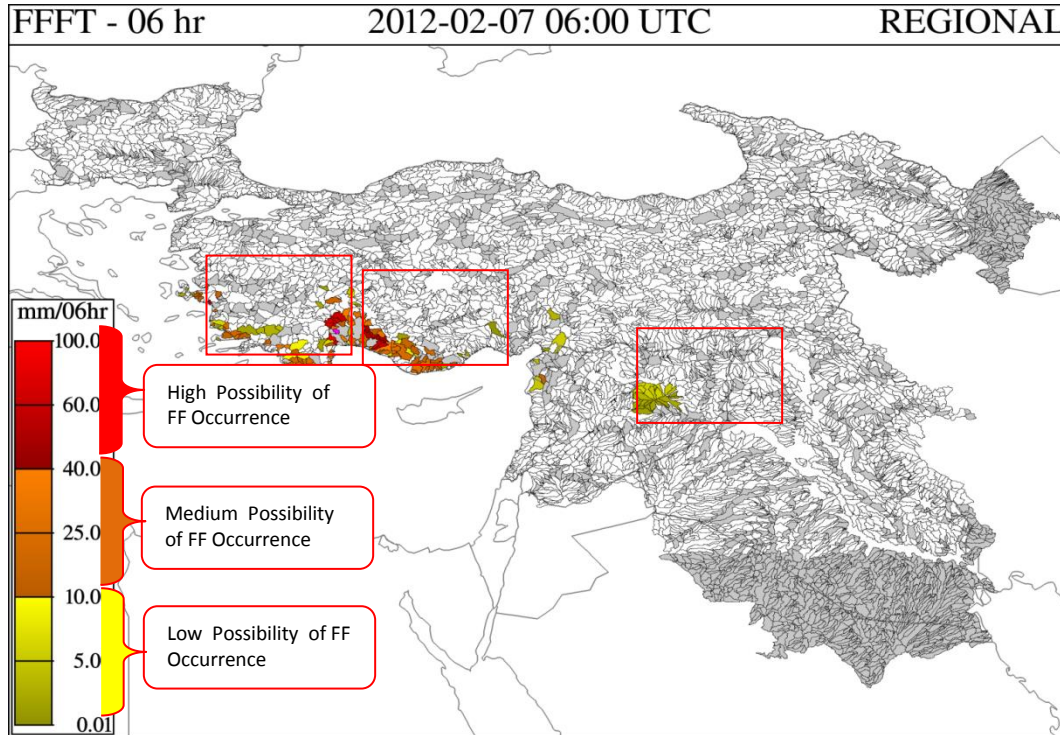 FFFT - 06 hr 2012-02-07 06:00 UTC REGIONAL
mm/06hr
100.0
60.0
40.0
25.0
10.0
5.0
0.01
High Possibility of
FF Occurrence
Medium Possibility
of FF Occurrence
Low Possibility of FF
Occurrence